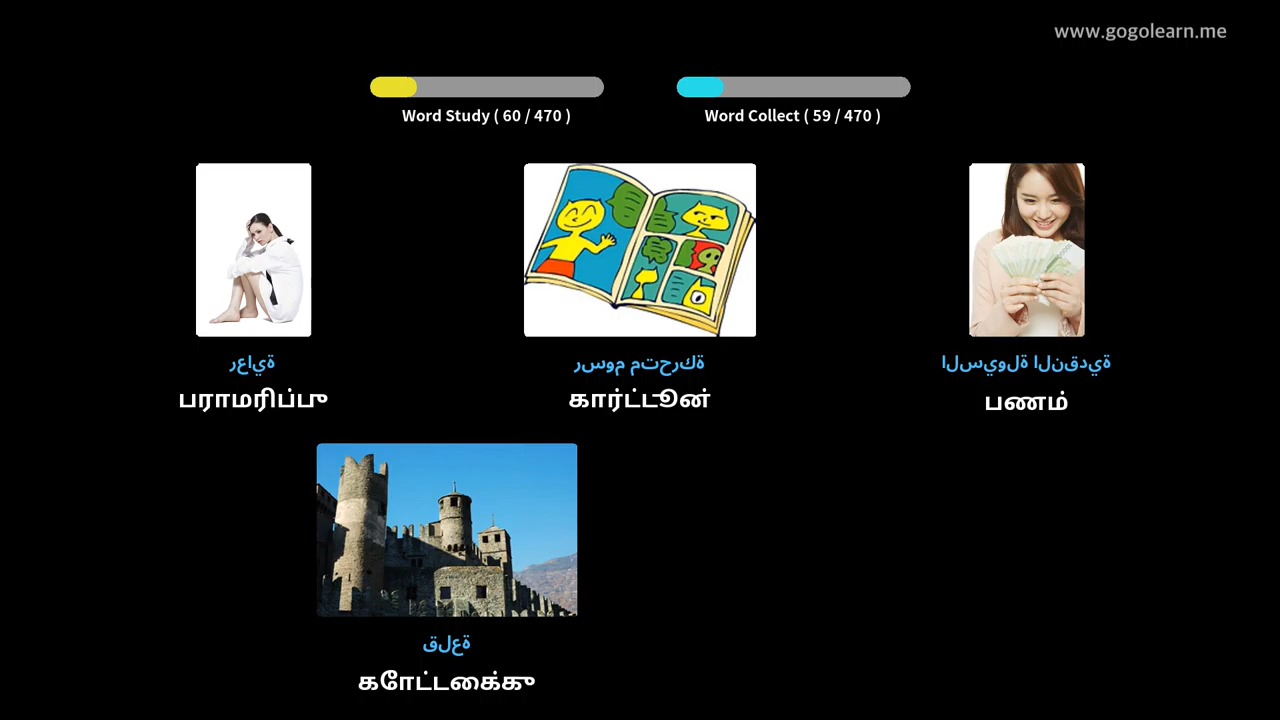 www.gogolearn.me
Word Study ( 60 / 470 )
Word Collect ( 59 / 470 )
رعاية
பராமரிப்பு
رسوم متحركة
கார்ட்டூன்
السيولة النقدية
பணம்
قلعة
கோட்டைக்கு